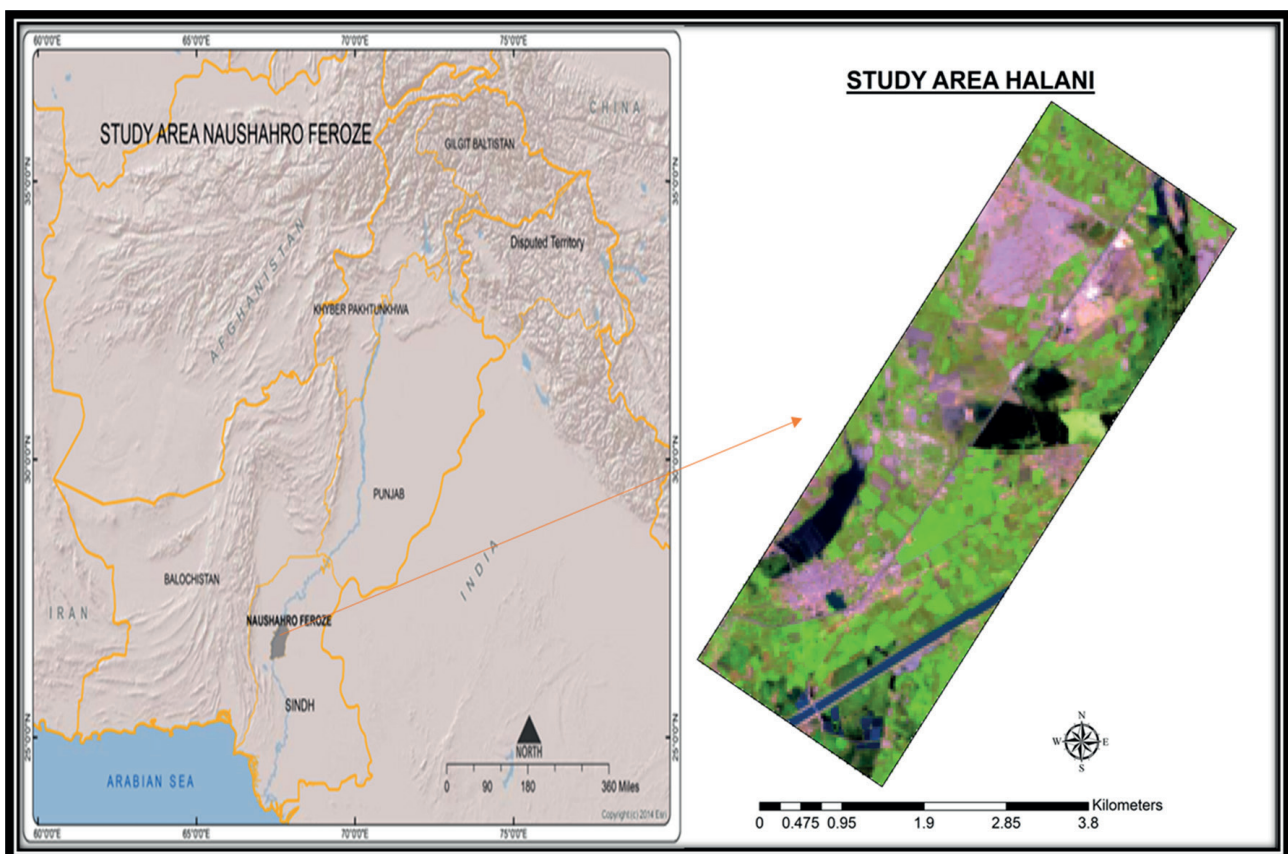 60°0'0"E 65°0'0"E 70°0'0"E 75°0'0"E
STUDY AREA NAUSHAHRO FEROZE
CHINA
GILGIT BALTISTAN
35°0'0"N 35°0'0"N
Disputed Territory
AFGHANISTAN
KHYBER PAKHTUNKHWA
30°0'0"N 30°0'0"N
PUNJAB
INDIA
BALOCHISTAN
IRAN
NAUSHAHRO FEROZE
SINDH
25°0'0"N 25°0'0"N
NORTH
ARABIAN SEA
0 90 180 360 Miles
Copyright:(c) 2014 Esri
60°0'0"E 65°0'0"E 70°0'0"E 75°0'0"E
STUDY AREA HALANI
N
W E
S
Kilometers
0 0.475 0.95 1.9 2.85 3.8